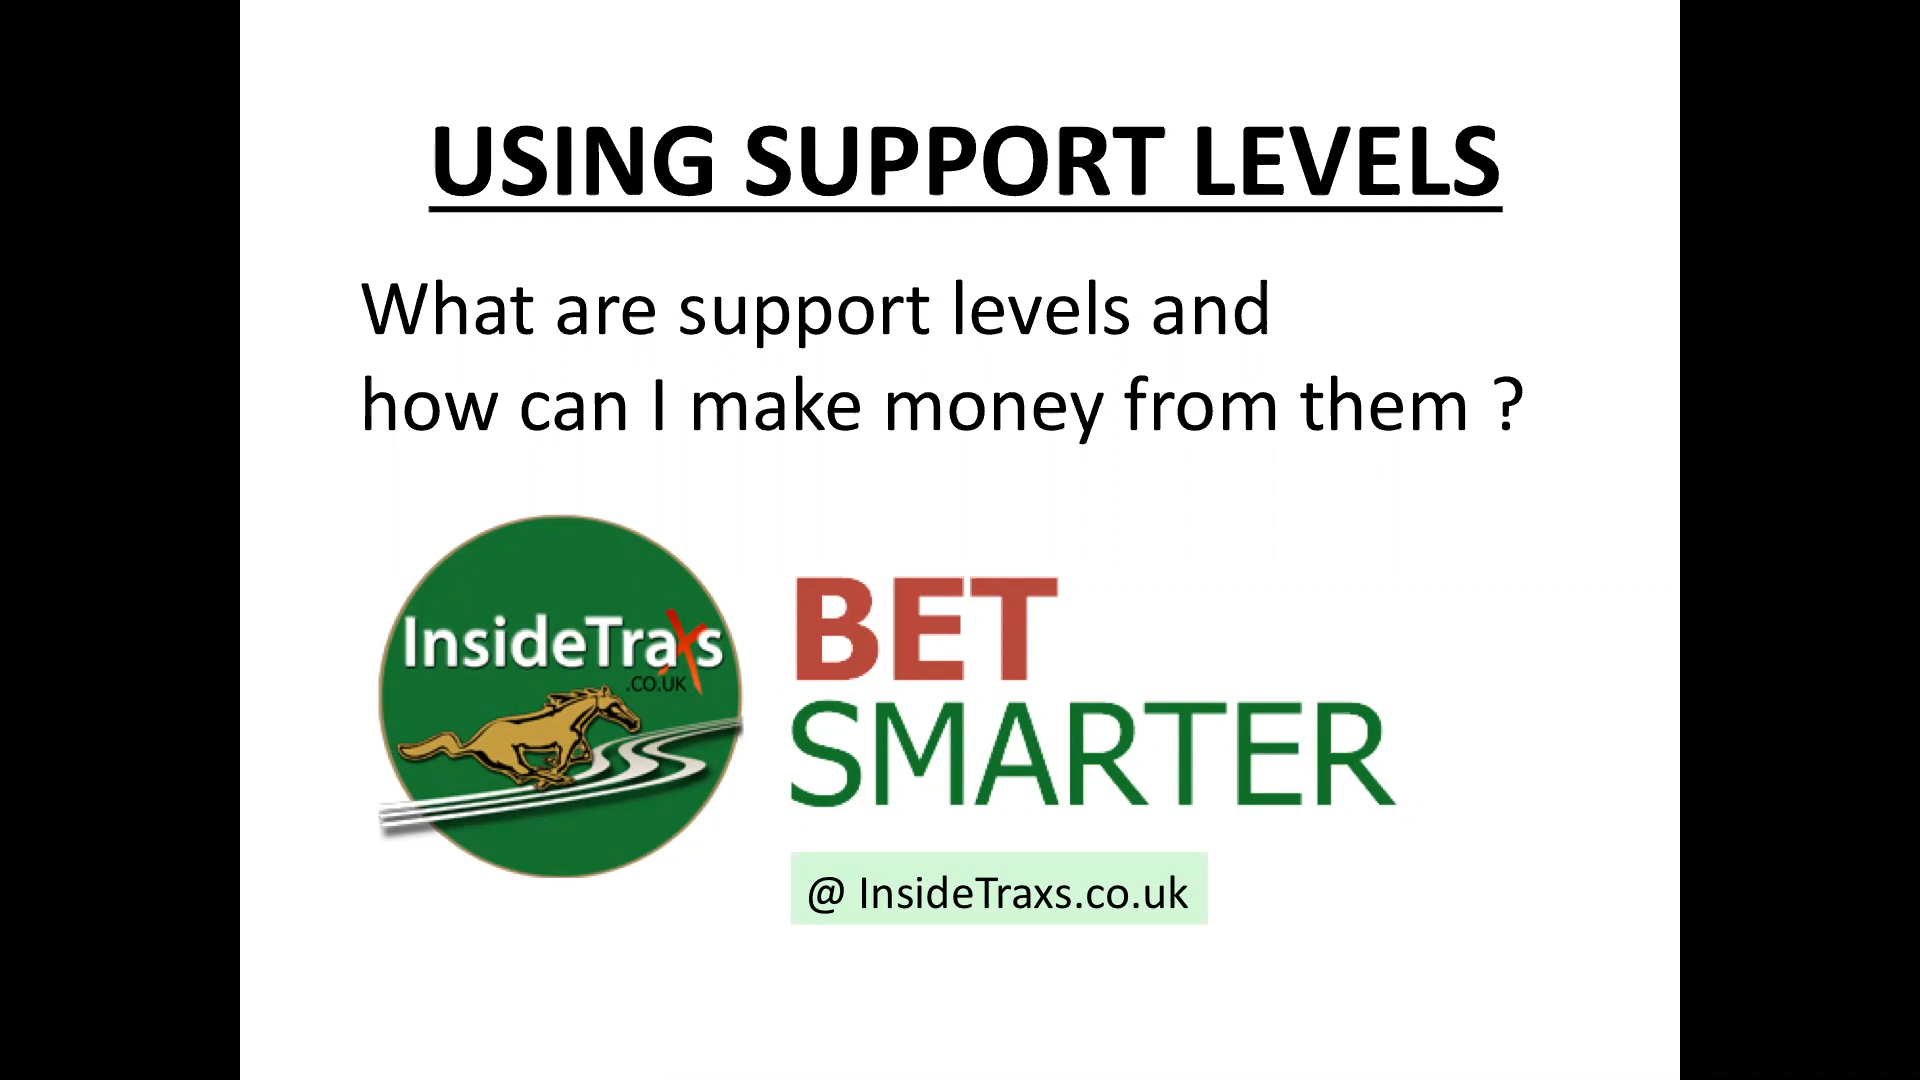 USING SUPPORT LEVELS
What are support levels and
how can I make money from them ?
InsideTraxs
.CO.UK
BET
SMARTER
@ InsideTraxs.co.uk